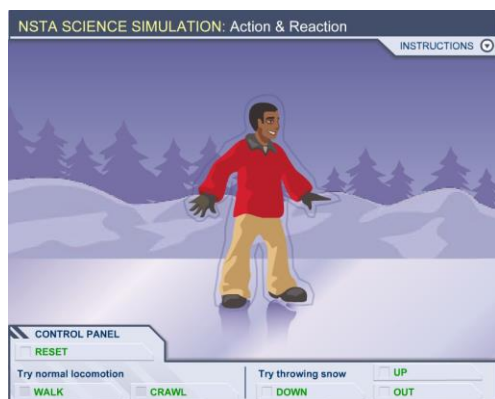 NSTA SCIENCE SIMULATION: Action & Reaction
INSTRUCTIONS
CONTROL PANEL
RESET
Try normal locomotion
WALK
CRAWL
Try throwing snow
UP
DOWN
OUT